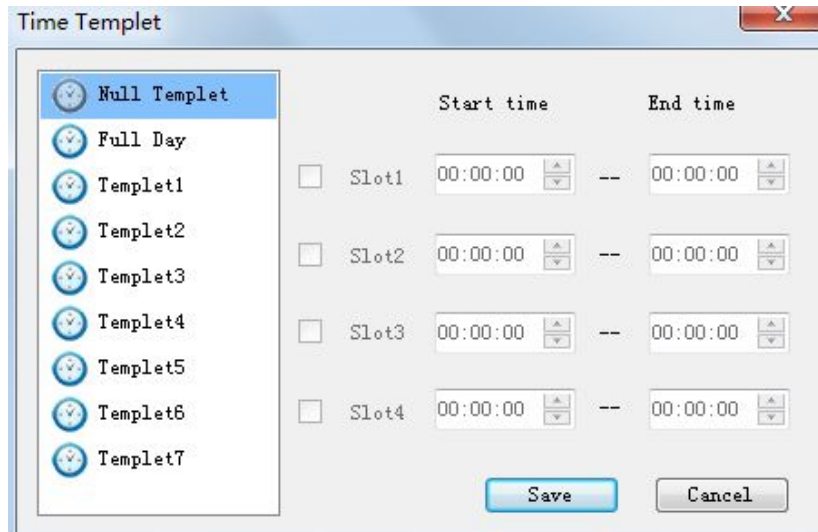 Time Templet
Null Templet
Full Day
Templet1
Templet2
Templet3
Templet4
Templet5
Templet6
Templet7
Start time End time
Slot1 00:00:00 -- 00:00:00
Slot2 00:00:00 -- 00:00:00
Slot3 00:00:00 -- 00:00:00
Slot4 00:00:00 -- 00:00:00
Save Cancel